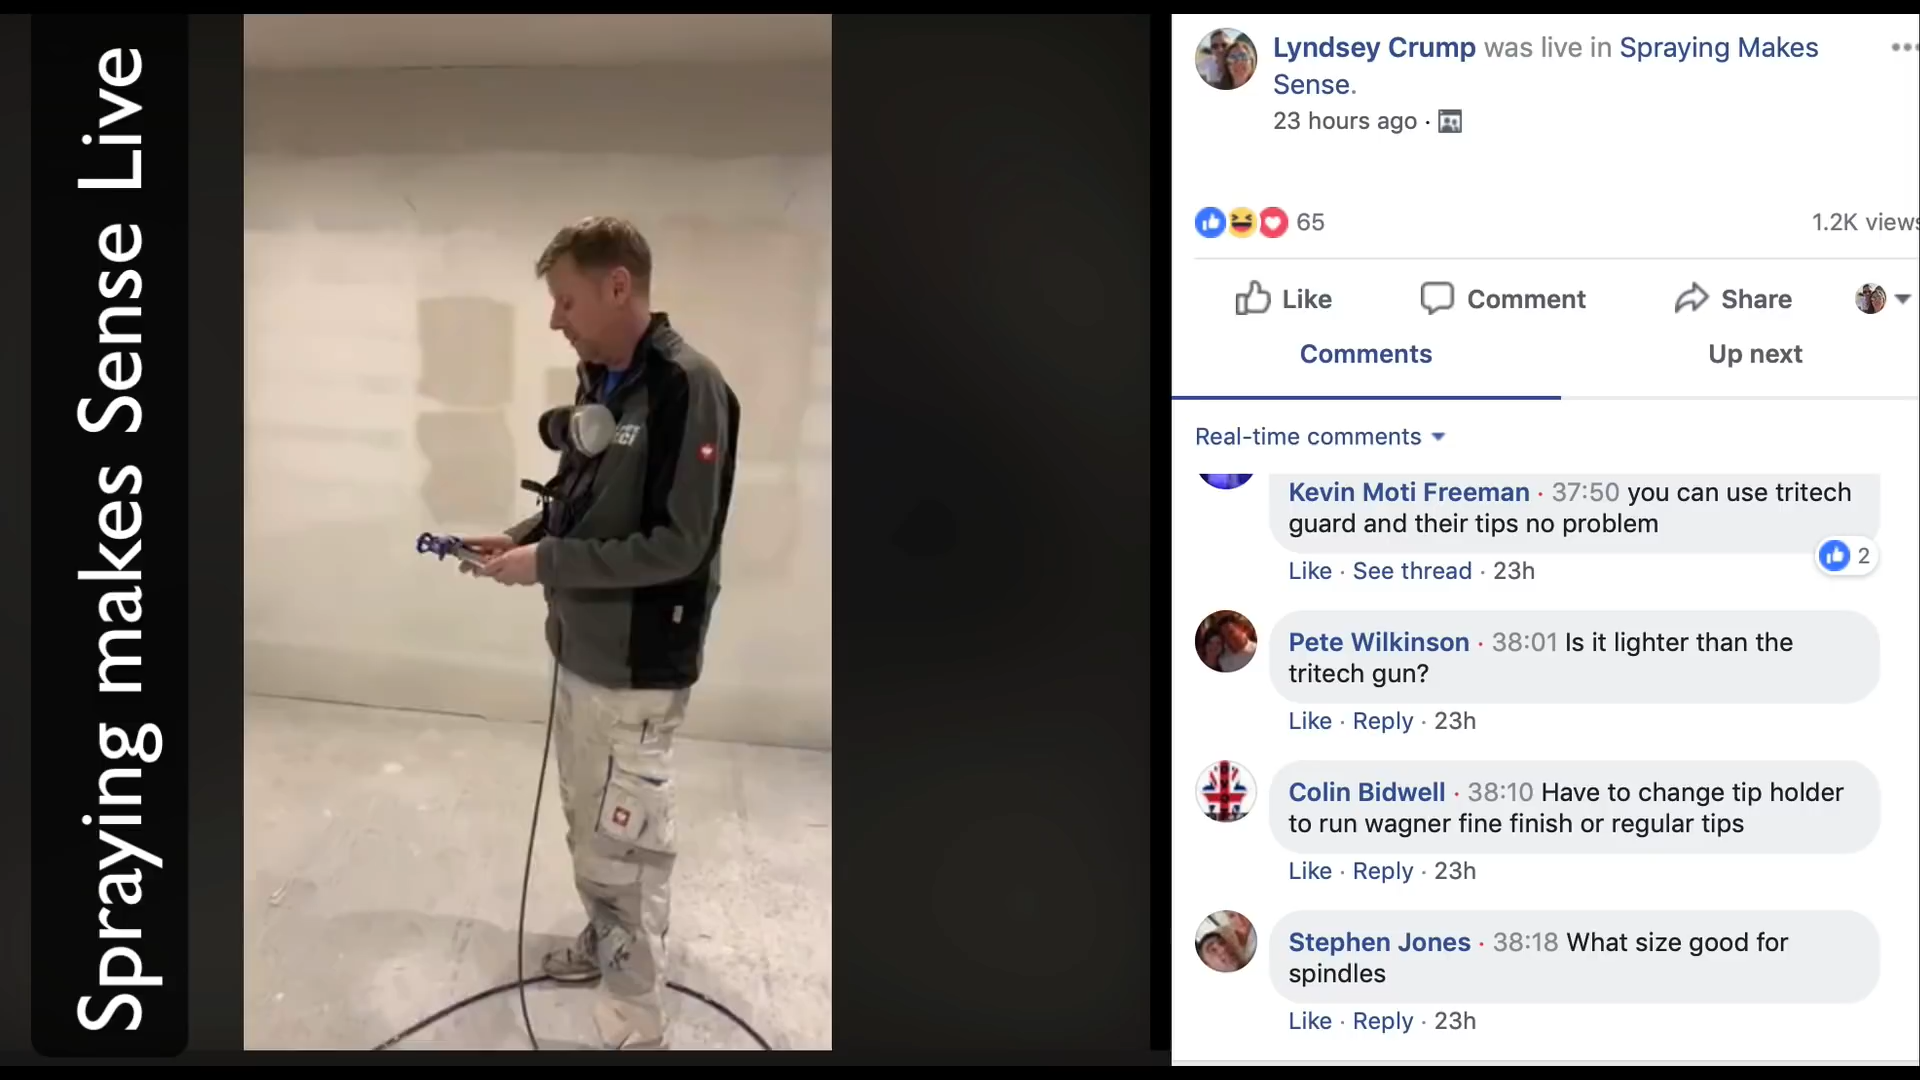 Spraying makes Sense Live
Lyndsey Crump was live in Spraying Makes
Sense.
23 hours ago ·
65
1.2K views
Like
Comment
Share
Comments
Up next
Real-time comments
Kevin Moti Freeman · 37:50 you can use tritech
guard and their tips no problem
2
Like · See thread · 23h
Pete Wilkinson · 38:01 Is it lighter than the
tritech gun?
Like · Reply · 23h
Colin Bidwell · 38:10 Have to change tip holder
to run wagner fine finish or regular tips
Like · Reply · 23h
Stephen Jones · 38:18 What size good for
spindles
Like · Reply · 23h